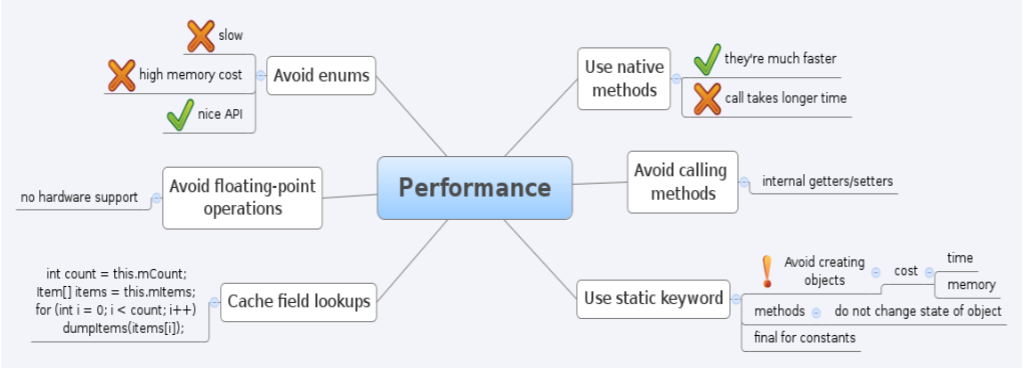 Performance
Avoid enums
slow
high memory cost
nice API
Avoid floating-point
operations
no hardware support
Cache field lookups
int count = this.mCount;
Item[] items = this.mItems;
for (int i = 0; i < count; i++)
dumpItems(items[i]);
Use native
methods
they're much faster
call takes longer time
Avoid calling
methods
internal getters/setters
Use static keyword
Avoid creating
objects
cost
time
memory
methods
do not change state of object
final for constants